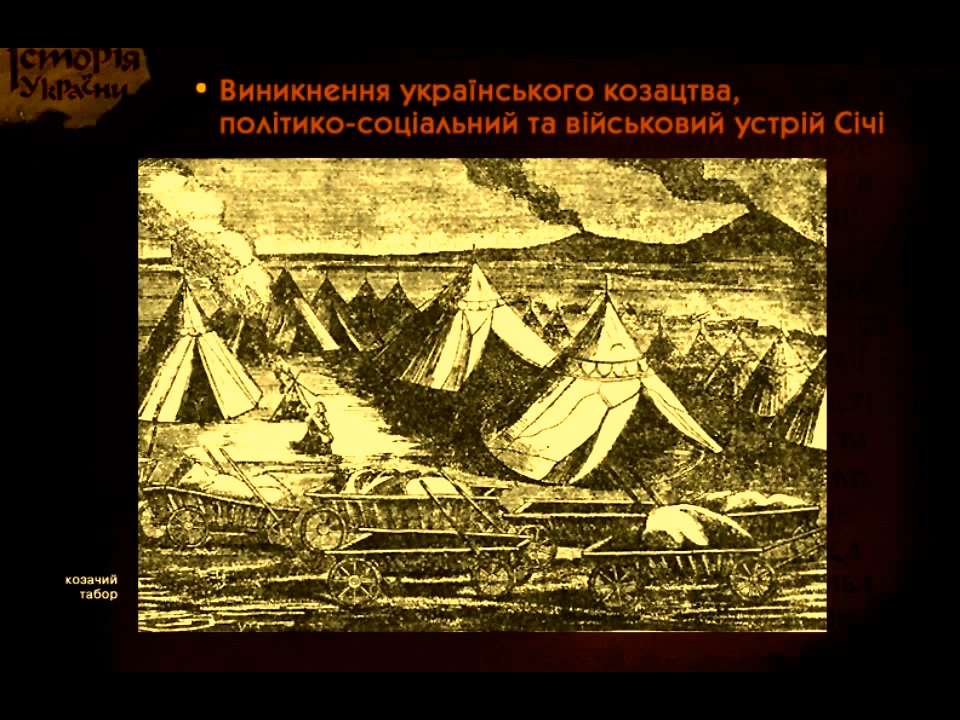 Історія
України
• Виникнення українського козацтва,
політико-соціальний та військовий устрій Січі
козачий
табор